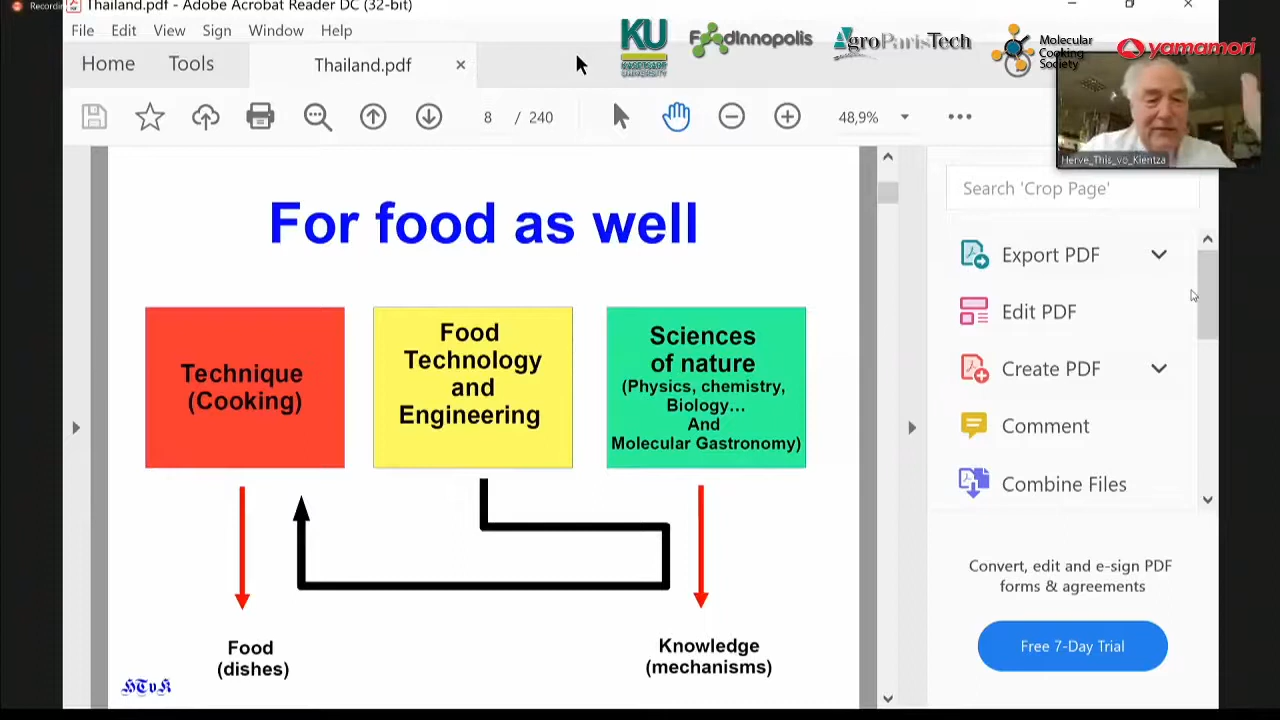 Recordin
Thailand.pdf - Adobe Acrobat Reader DC (32-bit)
File Edit View Sign Window Help
KU
KASETSART
UNIVERSITY
FoodInnopolis
AgroParisTech
Molecular
Cooking
Society
yamamori
Home Tools Thailand.pdf
8 / 240 48,9%
Herve_This_vo_Kientza
Search 'Crop Page'
For food as well
Export PDF
Edit PDF
Create PDF
Comment
Combine Files
Technique
(Cooking)
Food
Technology
and
Engineering
Sciences
of nature
(Physics, chemistry,
Biology…
And
Molecular Gastronomy)
Food
(dishes)
Knowledge
(mechanisms)
HTvK
Convert, edit and e-sign PDF
forms & agreements
Free 7-Day Trial